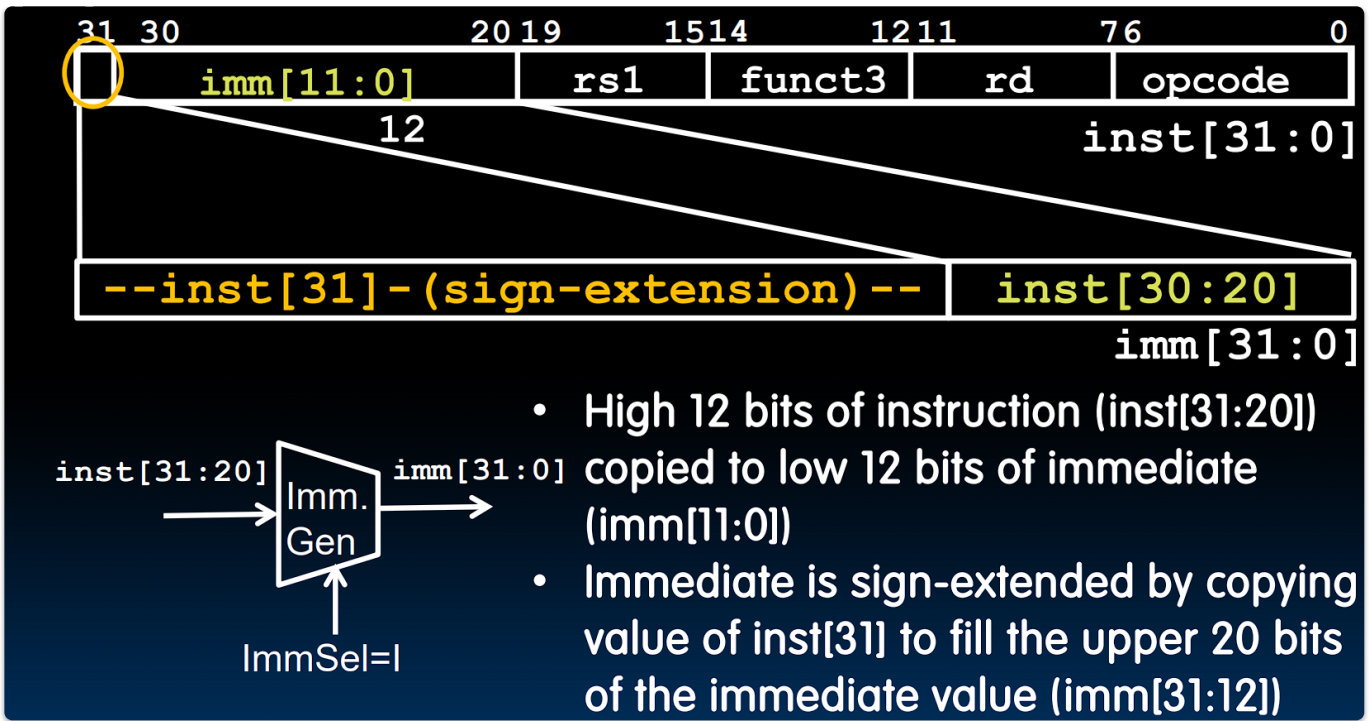 31 30 20 19 15 14 12 11 7 6 0
imm[11:0] rs1 funct3 rd opcode
12
inst[31:0]
--inst[31]-(sign-extension)-- inst[30:20]
imm[31:0]
inst[31:20]
Imm.
Gen
imm[31:0]
ImmSel=I
• High 12 bits of instruction (inst[31:20])
copied to low 12 bits of immediate
(imm[11:0])
• Immediate is sign-extended by copying
value of inst[31] to fill the upper 20 bits
of the immediate value (imm[31:12])